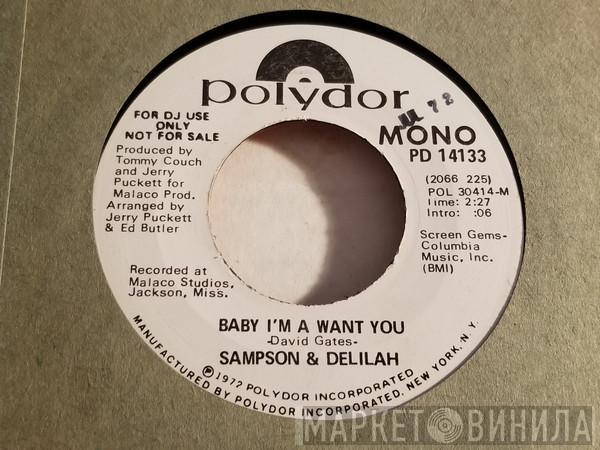 polydor
FOR DJ USE
ONLY
NOT FOR SALE
Produced by
Tommy Couch
and Jerry
Puckett for
Malaco Prod.
Arranged by
Jerry Puckett
& Ed Butler
Recorded at
Malaco Studios,
Jackson, Miss.
72
MONO
PD 14133
(2066 225)
POL 30414-M
Time: 2:27
Intro: :06
Screen Gems-
Columbia
Music, Inc.
(BMI)
BABY I'M A WANT YOU
-David Gates-
SAMPSON & DELILAH
℗1972 POLYDOR INCORPORATED
MANUFACTURED BY POLYDOR INCORPORATED, NEW YORK, N.Y.
МАРКЕТ ВИНИЛА